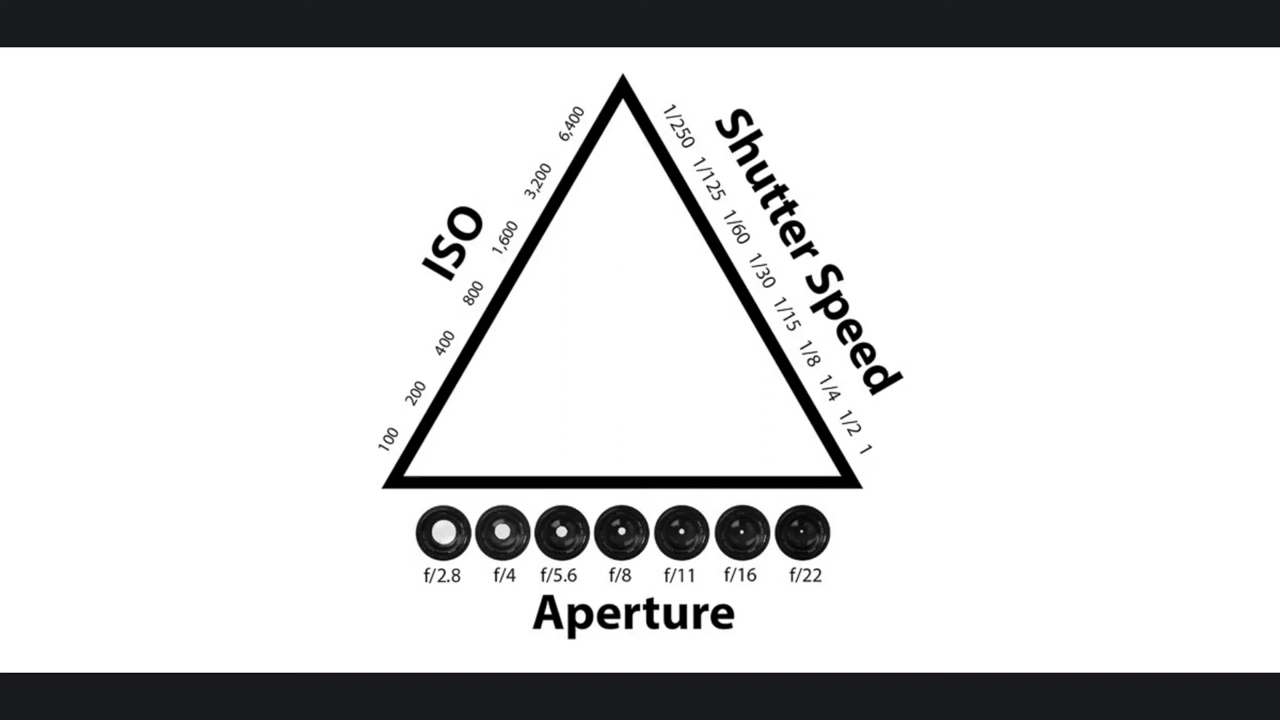 ISO
6,400
3,200
1,600
800
400
200
100
Shutter Speed
1/250 1/125 1/60 1/30 1/15 1/8 1/4 1/2 1
f/2.8 f/4 f/5.6 f/8 f/11 f/16 f/22
Aperture